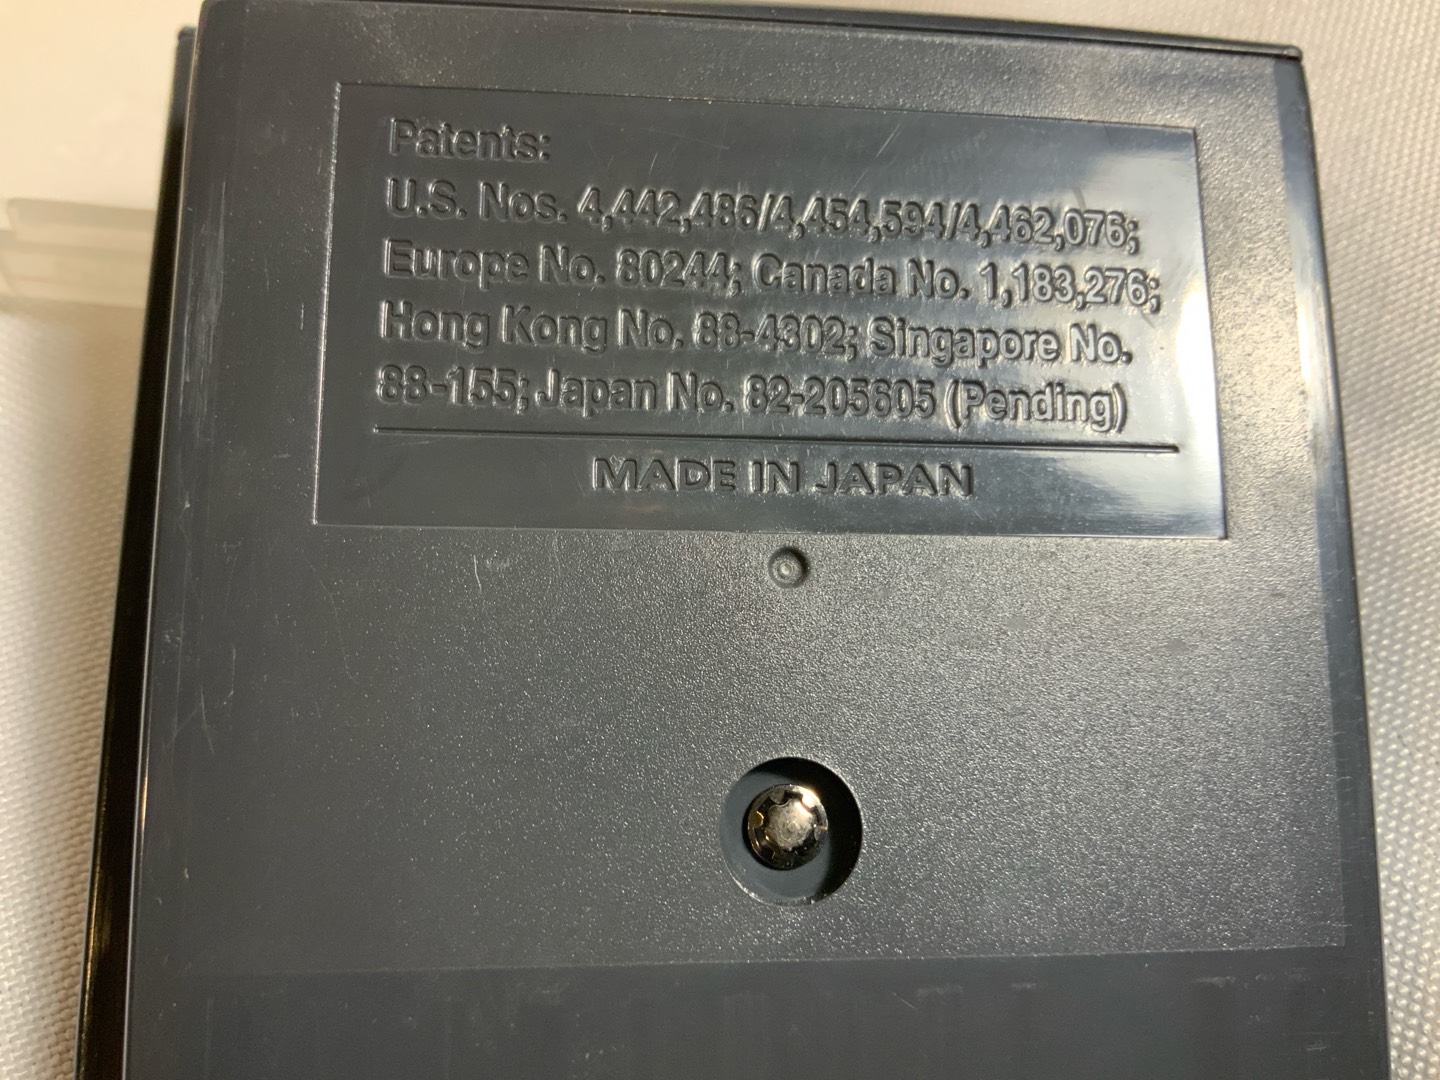 Patents:
U.S. Nos. 4,442,486/4,454,594/4,462,076;
Europe No. 80244; Canada No. 1,183,276;
Hong Kong No. 88-4302; Singapore No.
88-155; Japan No. 82-205605 (Pending)
MADE IN JAPAN